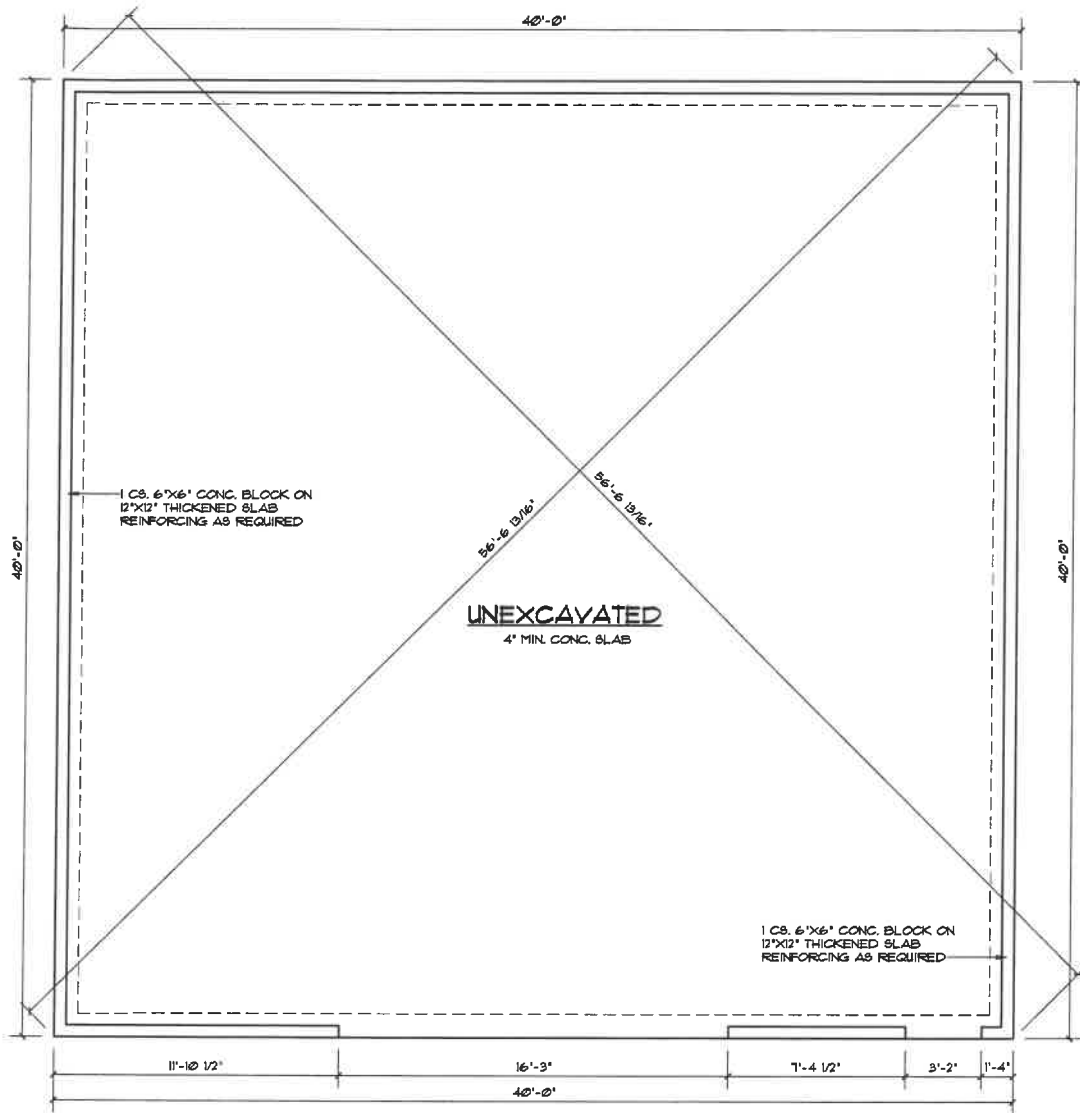 40'-0"
1 CS. 6"X6" CONC. BLOCK ON
12"X12" THICKENED SLAB
REINFORCING AS REQUIRED
40'-0"
56'-6 13/16"
56'-6 13/16"
40'-0"
UNEXCAVATED
4" MIN. CONC. SLAB
1 CS. 6"X6" CONC. BLOCK ON
12"X12" THICKENED SLAB
REINFORCING AS REQUIRED
11'-10 1/2" 16'-3" 7'-4 1/2" 3'-2" 1'-4"
40'-0"